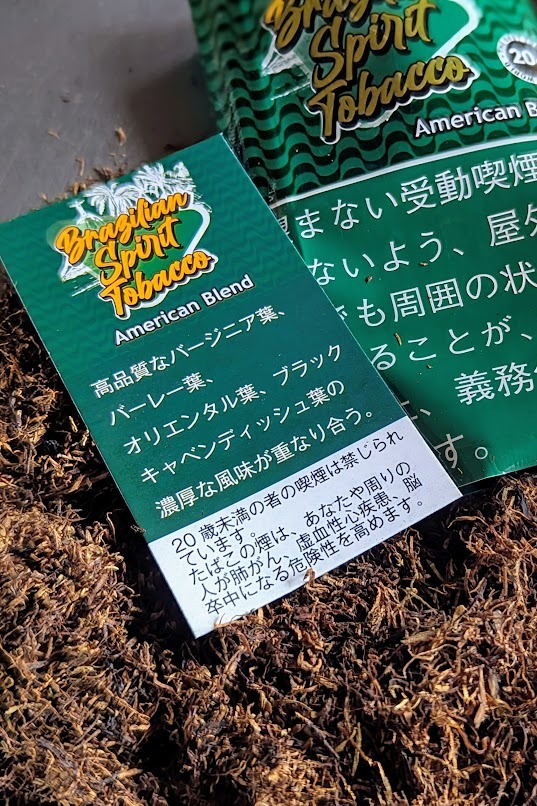 Brazilian
Spirit
Tobacco
American Blend
高品質なバージニア葉、
バーレー葉、
オリエンタル葉、ブラック
キャベンディッシュ葉の
濃厚な風味が重なり合う。
20歳未満の者の喫煙は禁じられ
ています。
たばこの煙は、あなたや周りの
人が肺がん、虚血性心疾患、脳
卒中になる危険性を高めます。
Brazilian
Spirit
Tobacco
20
American B
まない受動喫煙
ないよう、屋外
でも周囲の状
ることが、
、義務
す。